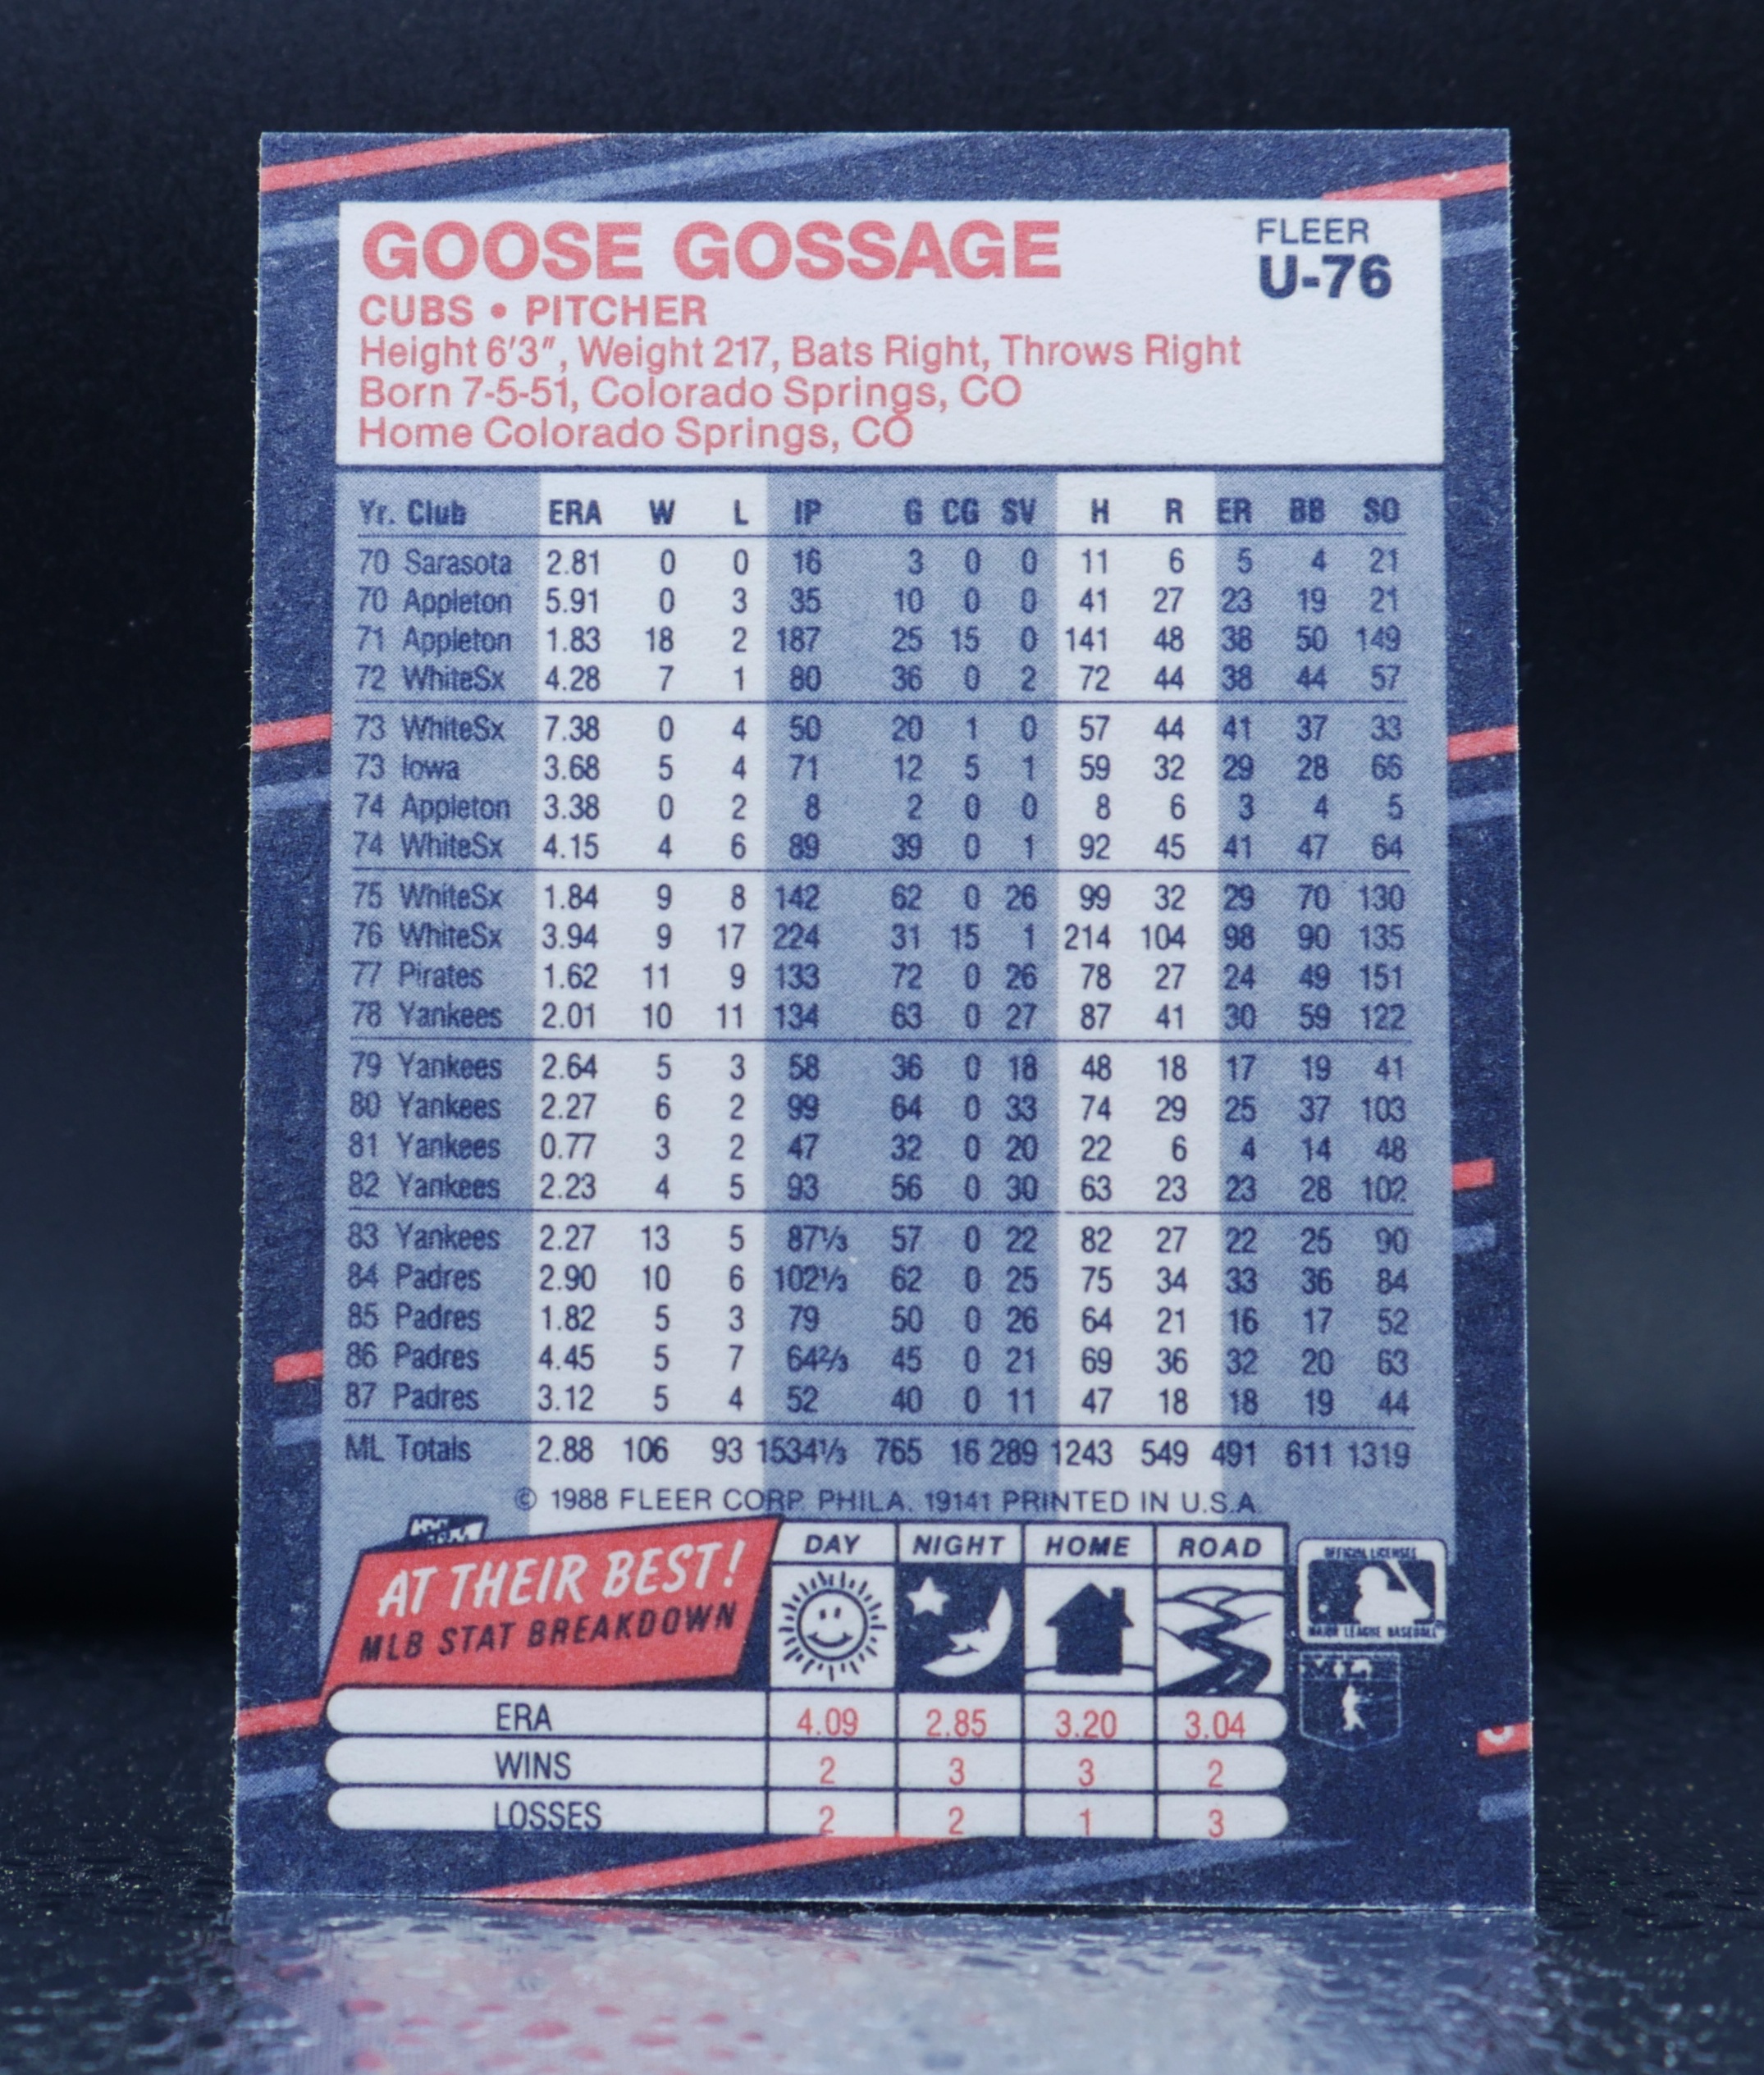 GOOSE GOSSAGE
FLEER
U-76
CUBS • PITCHER
Height 6'3", Weight 217, Bats Right, Throws Right
Born 7-5-51, Colorado Springs, CO
Home Colorado Springs, CO
Yr. Club ERA W L IP G CG SV H R ER BB SO
70 Sarasota 2.81 0 0 16 3 0 0 11 6 5 4 21
70 Appleton 5.91 0 3 35 10 0 0 41 27 23 19 21
71 Appleton 1.83 18 2 187 25 15 0 141 48 38 50 149
72 WhiteSx 4.28 7 1 80 36 0 2 72 44 38 44 57
73 WhiteSx 7.38 0 4 50 20 1 0 57 44 41 37 33
73 Iowa 3.68 5 4 71 12 5 1 59 32 29 28 66
74 Appleton 3.38 0 2 8 2 0 0 8 6 3 4 5
74 WhiteSx 4.15 4 6 89 39 0 1 92 45 41 47 64
75 WhiteSx 1.84 9 8 142 62 0 26 99 32 29 70 130
76 WhiteSx 3.94 9 17 224 31 15 1 214 104 98 90 135
77 Pirates 1.62 11 9 133 72 0 26 78 27 24 49 151
78 Yankees 2.01 10 11 134 63 0 27 87 41 30 59 122
79 Yankees 2.64 5 3 58 36 0 18 48 18 17 19 41
80 Yankees 2.27 6 2 99 64 0 33 74 29 25 37 103
81 Yankees 0.77 3 2 47 32 0 20 22 6 4 14 48
82 Yankees 2.23 4 5 93 56 0 30 63 23 23 28 102
83 Yankees 2.27 13 5 87⅓ 57 0 22 82 27 22 25 90
84 Padres 2.90 10 6 102⅓ 62 0 25 75 34 33 36 84
85 Padres 1.82 5 3 79 50 0 26 64 21 16 17 52
86 Padres 4.45 5 7 64⅔ 45 0 21 69 36 32 20 63
87 Padres 3.12 5 4 52 40 0 11 47 18 18 19 44
ML Totals 2.88 106 93 1534⅓ 765 16 289 1243 549 491 611 1319
© 1988 FLEER CORP. PHILA. 19141 PRINTED IN U.S.A.
AT THEIR BEST!
MLB STAT BREAKDOWN
DAY NIGHT HOME ROAD
OFFICIAL LICENSEE
MAJOR LEAGUE BASEBALL
ERA 4.09 2.85 3.20 3.04
WINS 2 3 3 2
LOSSES 2 2 1 3